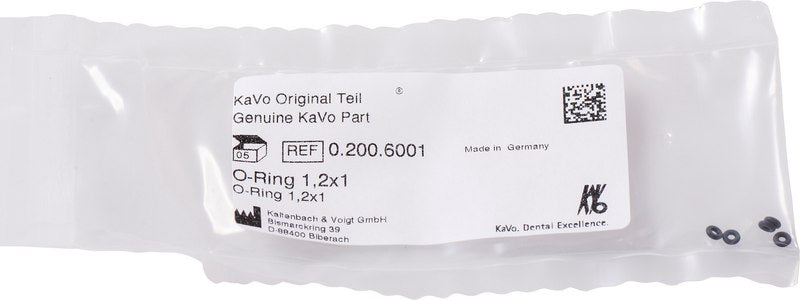 KaVo Original Teil ®
Genuine KaVo Part
05 REF 0.200.6001
Made in Germany
O-Ring 1,2x1
O-Ring 1,2x1
Kaltenbach & Voigt GmbH
Bismarckring 39
D-88400 Biberach
KaVo
KaVo. Dental Excellence.